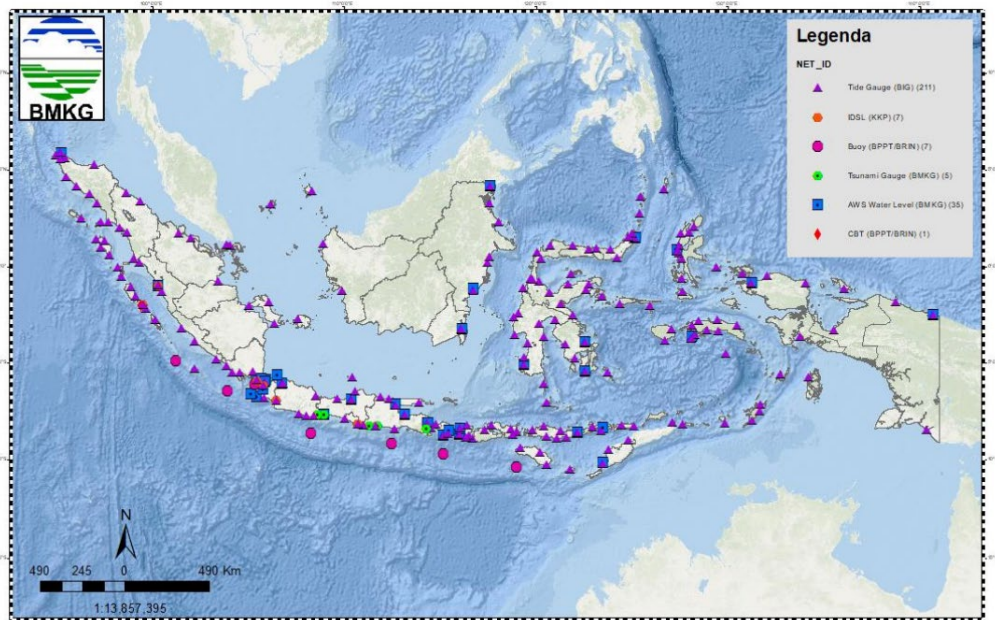 BMKG
Legenda
NET_ID
Tide Gauge (BIG) (211)
IDSL (KKP) (7)
Buoy (BPPT/BRIN) (7)
Tsunami Gauge (BMKG) (5)
AWS Water Level (BMKG) (35)
CBT (BPPT/BRIN) (1)
N
490 245 0 490 Km
1:13.857.395